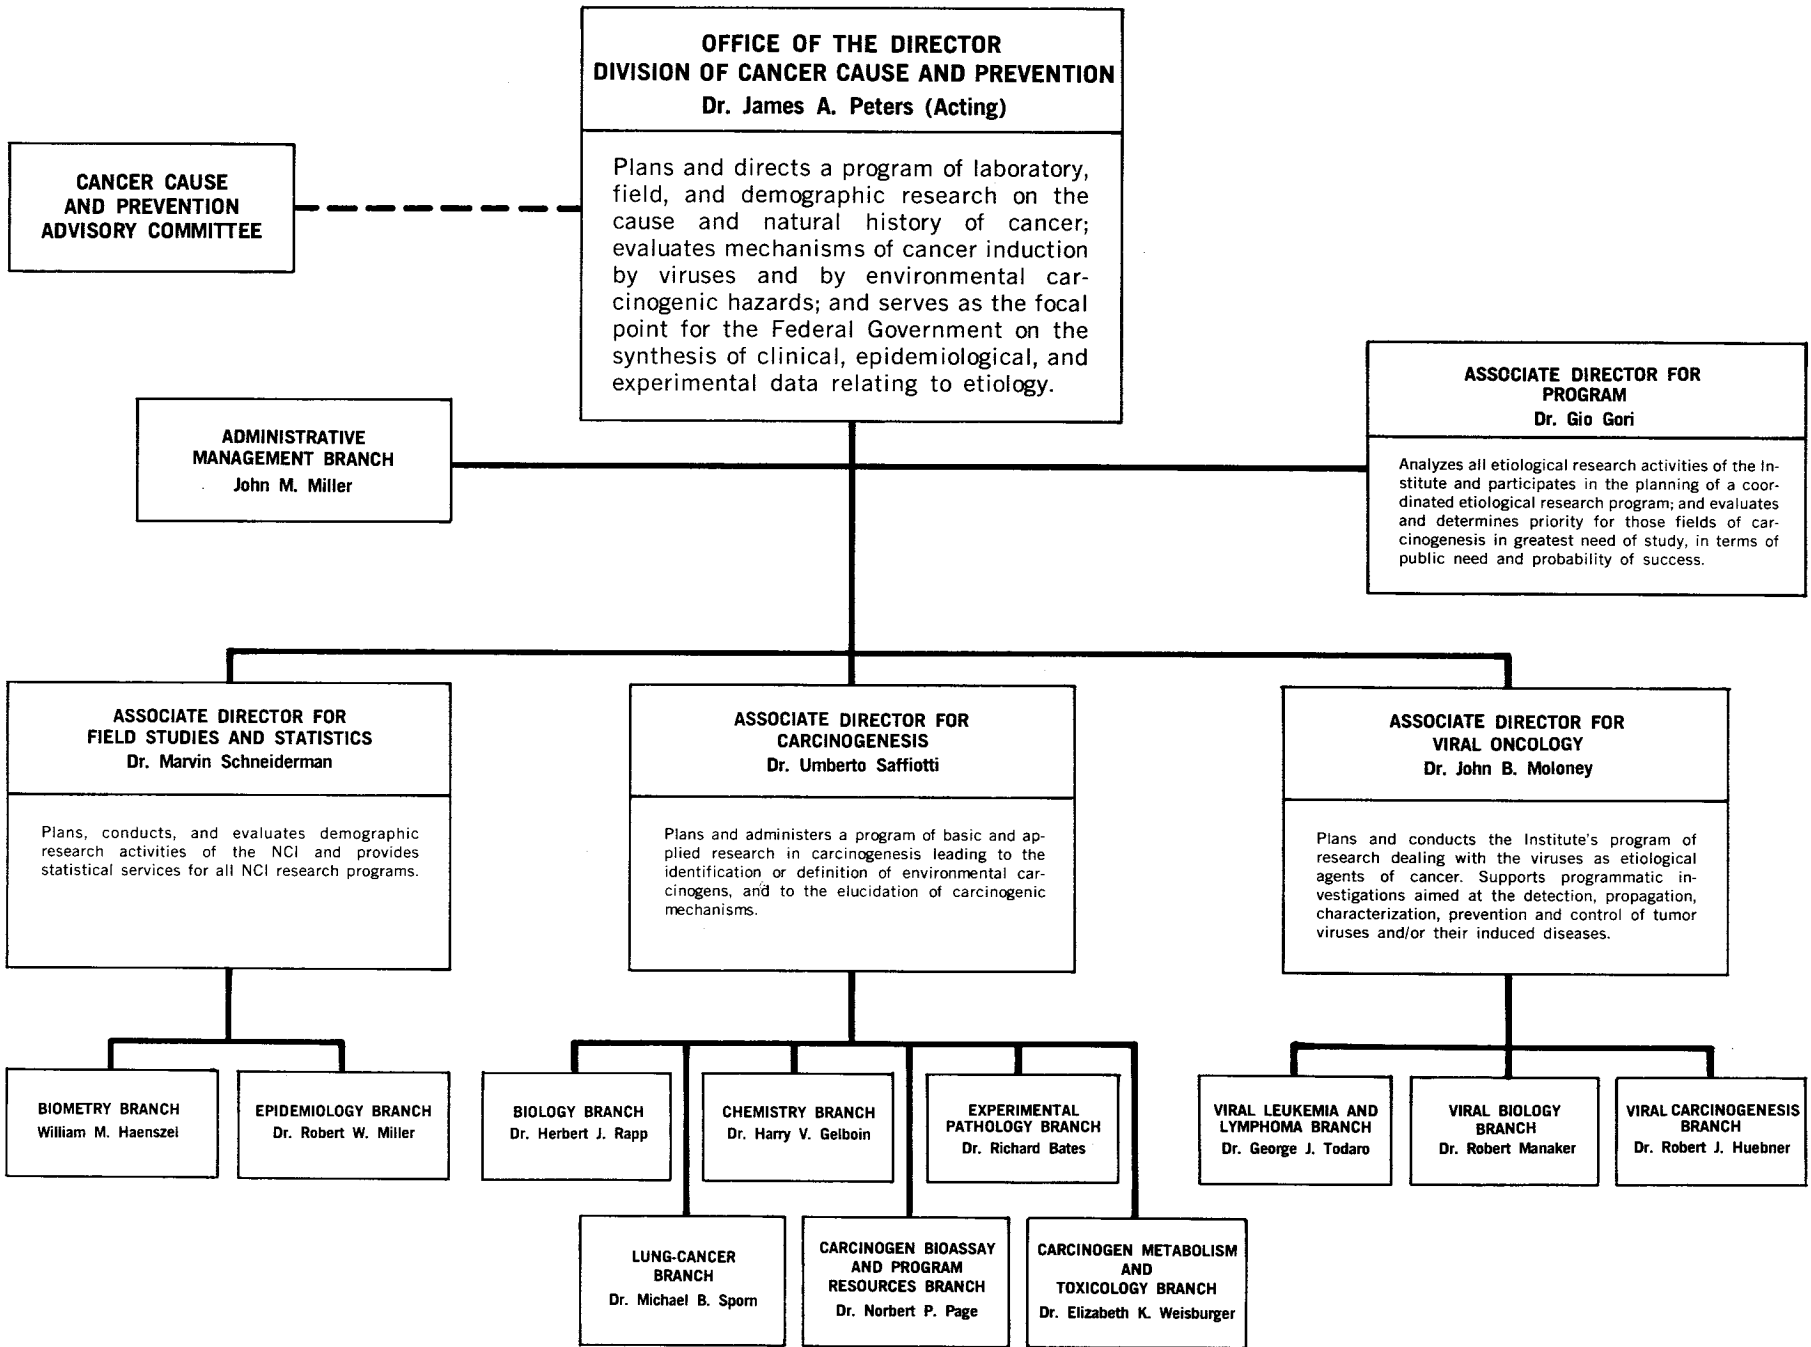 OFFICE OF THE DIRECTOR
DIVISION OF CANCER CAUSE AND PREVENTION
Dr. James A. Peters (Acting)
Plans and directs a program of laboratory,
field, and demographic research on the
cause and natural history of cancer;
evaluates mechanisms of cancer induction
by viruses and by environmental car-
cinogenic hazards; and serves as the focal
point for the Federal Government on the
synthesis of clinical, epidemiological, and
experimental data relating to etiology.
CANCER CAUSE
AND PREVENTION
ADVISORY COMMITTEE
ADMINISTRATIVE
MANAGEMENT BRANCH
John M. Miller
ASSOCIATE DIRECTOR FOR
PROGRAM
Dr. Gio Gori
Analyzes all etiological research activities of the In-
stitute and participates in the planning of a coor-
dinated etiological research program; and evaluates
and determines priority for those fields of car-
cinogenesis in greatest need of study, in terms of
public need and probability of success.
ASSOCIATE DIRECTOR FOR
FIELD STUDIES AND STATISTICS
Dr. Marvin Schneiderman
Plans, conducts, and evaluates demographic
research activities of the NCI and provides
statistical services for all NCI research programs.
ASSOCIATE DIRECTOR FOR
CARCINOGENESIS
Dr. Umberto Saffiotti
Plans and administers a program of basic and ap-
plied research in carcinogenesis leading to the
identification or definition of environmental car-
cinogens, and to the elucidation of carcinogenic
mechanisms.
ASSOCIATE DIRECTOR FOR
VIRAL ONCOLOGY
Dr. John B. Moloney
Plans and conducts the Institute's program of
research dealing with the viruses as etiological
agents of cancer. Supports programmatic in-
vestigations aimed at the detection, propagation,
characterization, prevention and control of tumor
viruses and/or their induced diseases.
BIOMETRY BRANCH
William M. Haenszel
EPIDEMIOLOGY BRANCH
Dr. Robert W. Miller
BIOLOGY BRANCH
Dr. Herbert J. Rapp
CHEMISTRY BRANCH
Dr. Harry V. Gelboin
EXPERIMENTAL
PATHOLOGY BRANCH
Dr. Richard Bates
VIRAL LEUKEMIA AND
LYMPHOMA BRANCH
Dr. George J. Todaro
VIRAL BIOLOGY
BRANCH
Dr. Robert Manaker
VIRAL CARCINOGENESIS
BRANCH
Dr. Robert J. Huebner
LUNG-CANCER
BRANCH
Dr. Michael B. Sporn
CARCINOGEN BIOASSAY
AND PROGRAM
RESOURCES BRANCH
Dr. Norbert P. Page
CARCINOGEN METABOLISM
AND
TOXICOLOGY BRANCH
Dr. Elizabeth K. Weisburger